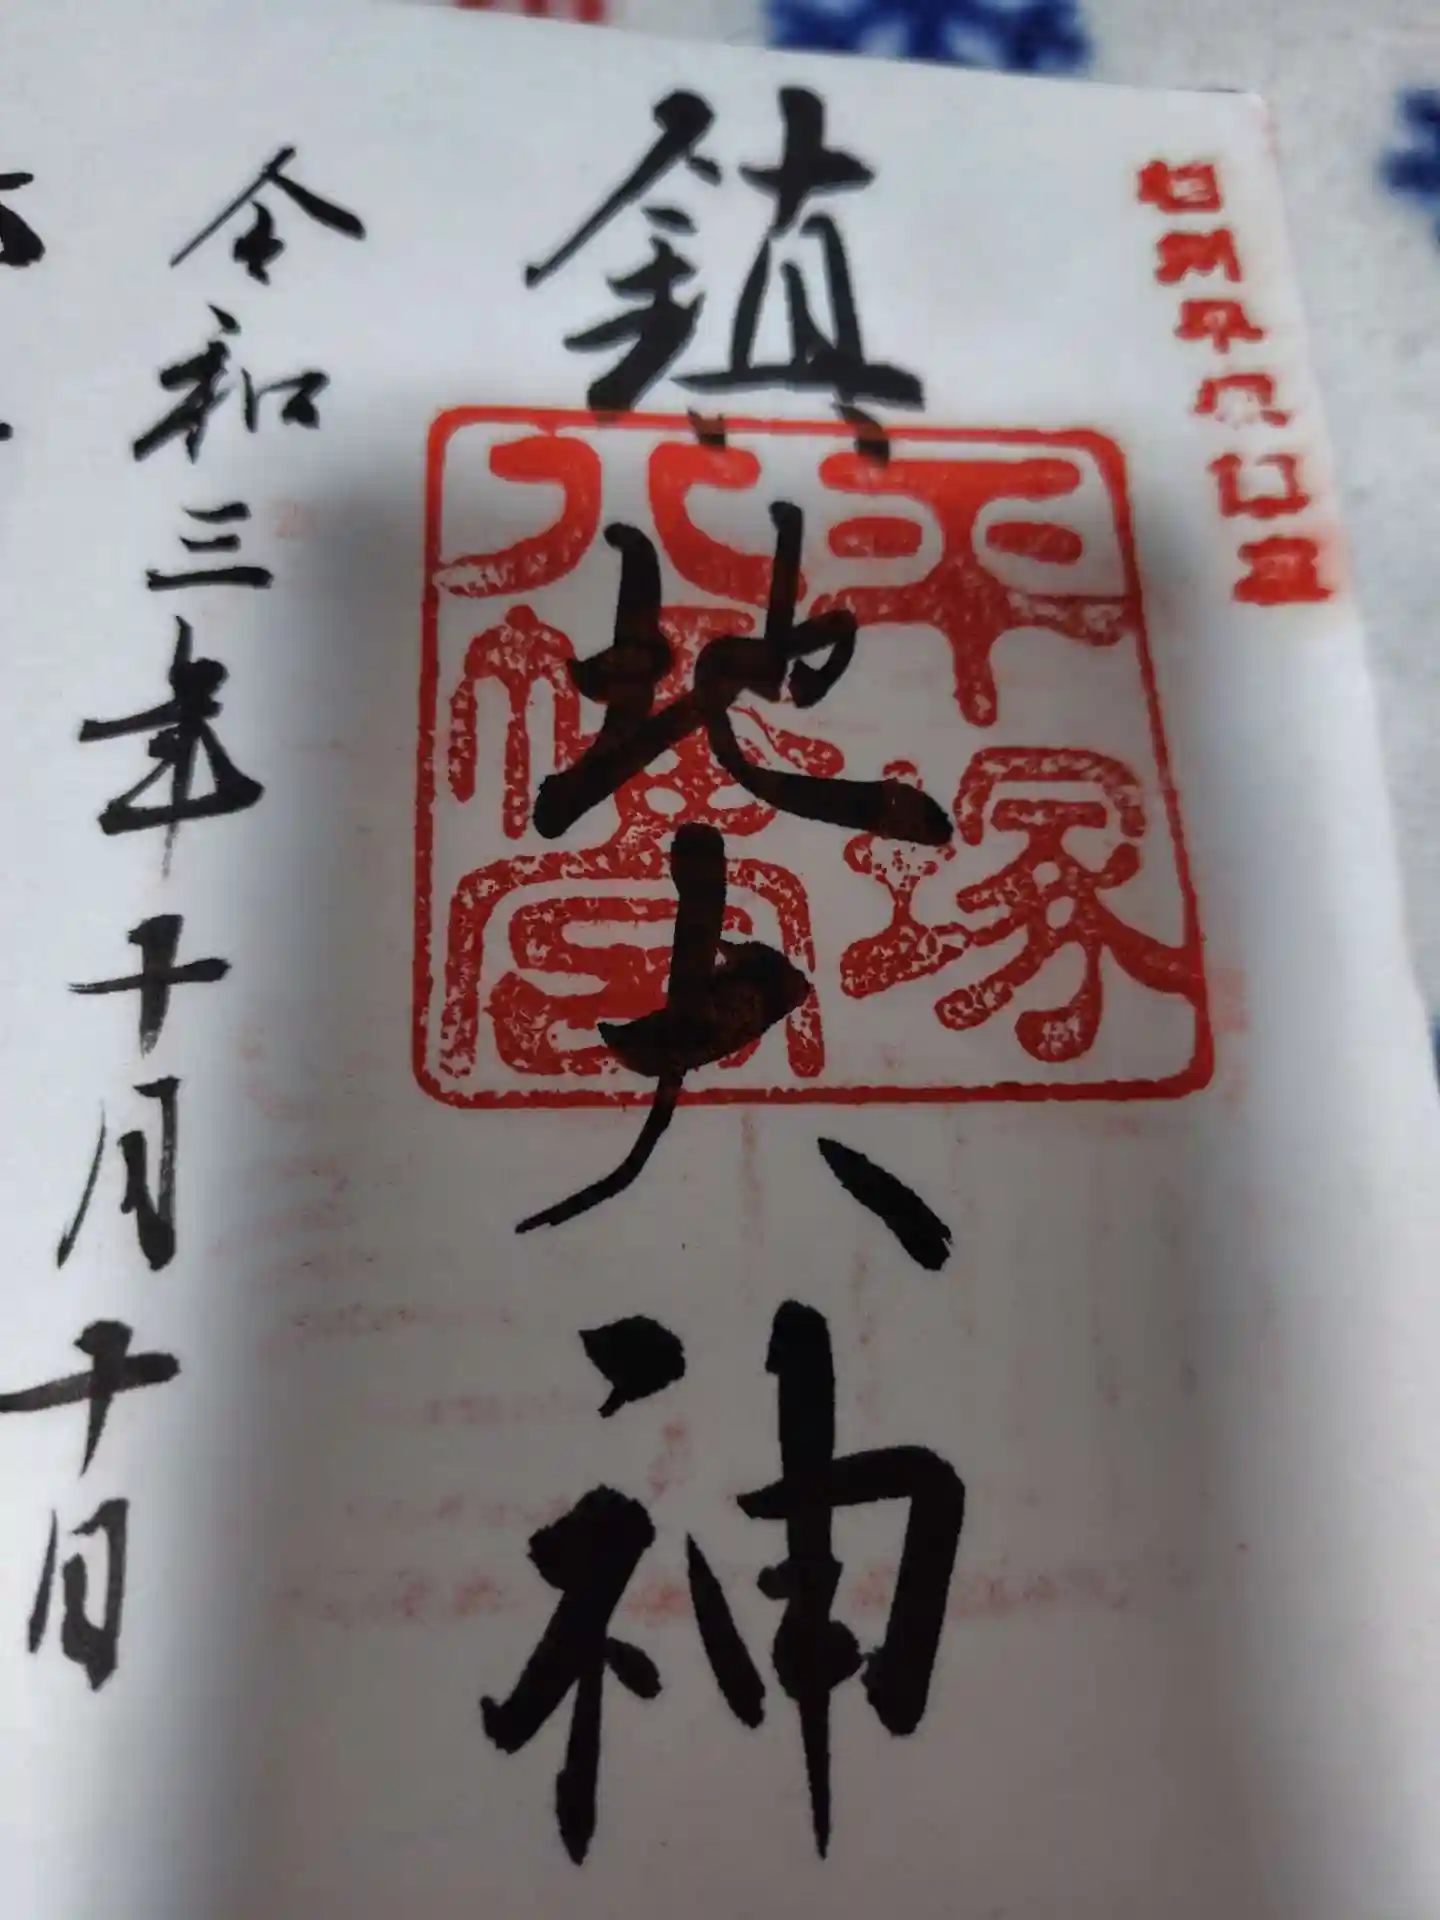 鎮地大神
平塚
八幡宮
令和三年十月十日